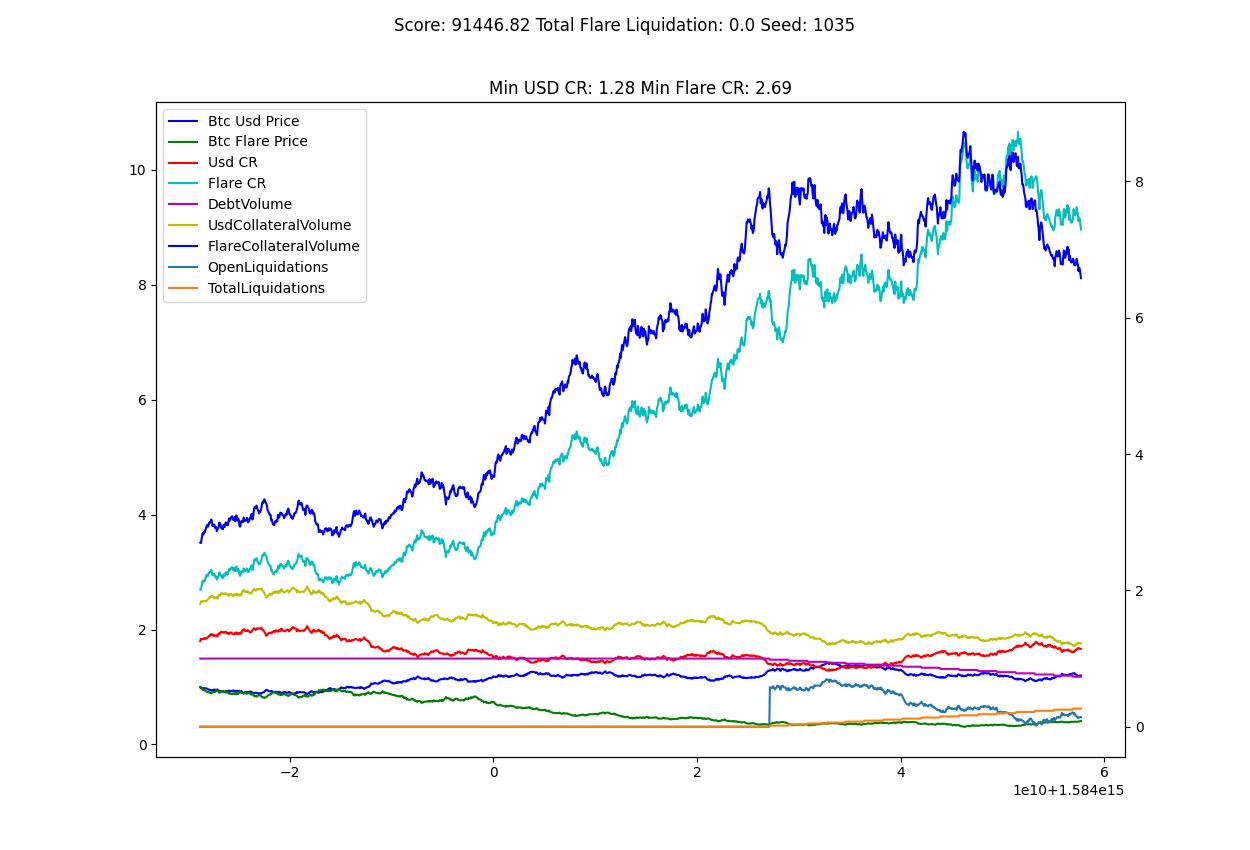 Score: 91446.82 Total Flare Liquidation: 0.0 Seed: 1035
Min USD CR: 1.28 Min Flare CR: 2.69
Btc Usd Price
Btc Flare Price
Usd CR
Flare CR
DebtVolume
UsdCollateralVolume
FlareCollateralVolume
OpenLiquidations
TotalLiquidations
10
8
6
4
2
0
8
6
4
2
0
−2
0
2
4
6
1e10+1.584e15